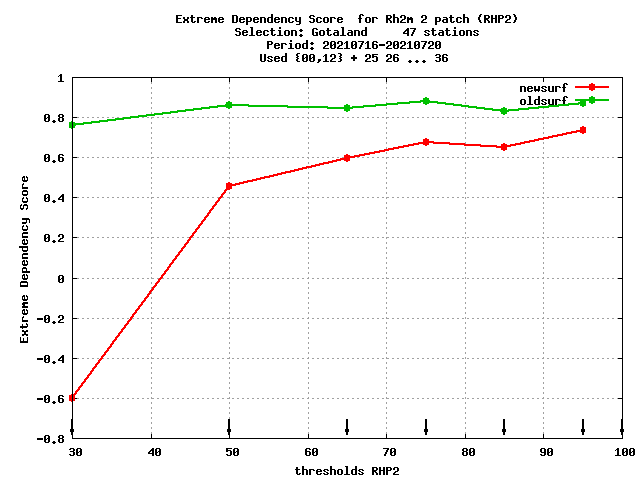 Extreme Dependency Score  for Rh2m 2 patch (RHP2)
Selection: Gotaland     47 stations
Period: 20210716-20210720
Used {00,12} + 25 26 ... 36
newsurf
oldsurf
1
0.8
0.6
0.4
0.2
0
-0.2
-0.4
-0.6
-0.8
Extreme Dependency Score
30 40 50 60 70 80 90 100
thresholds RHP2